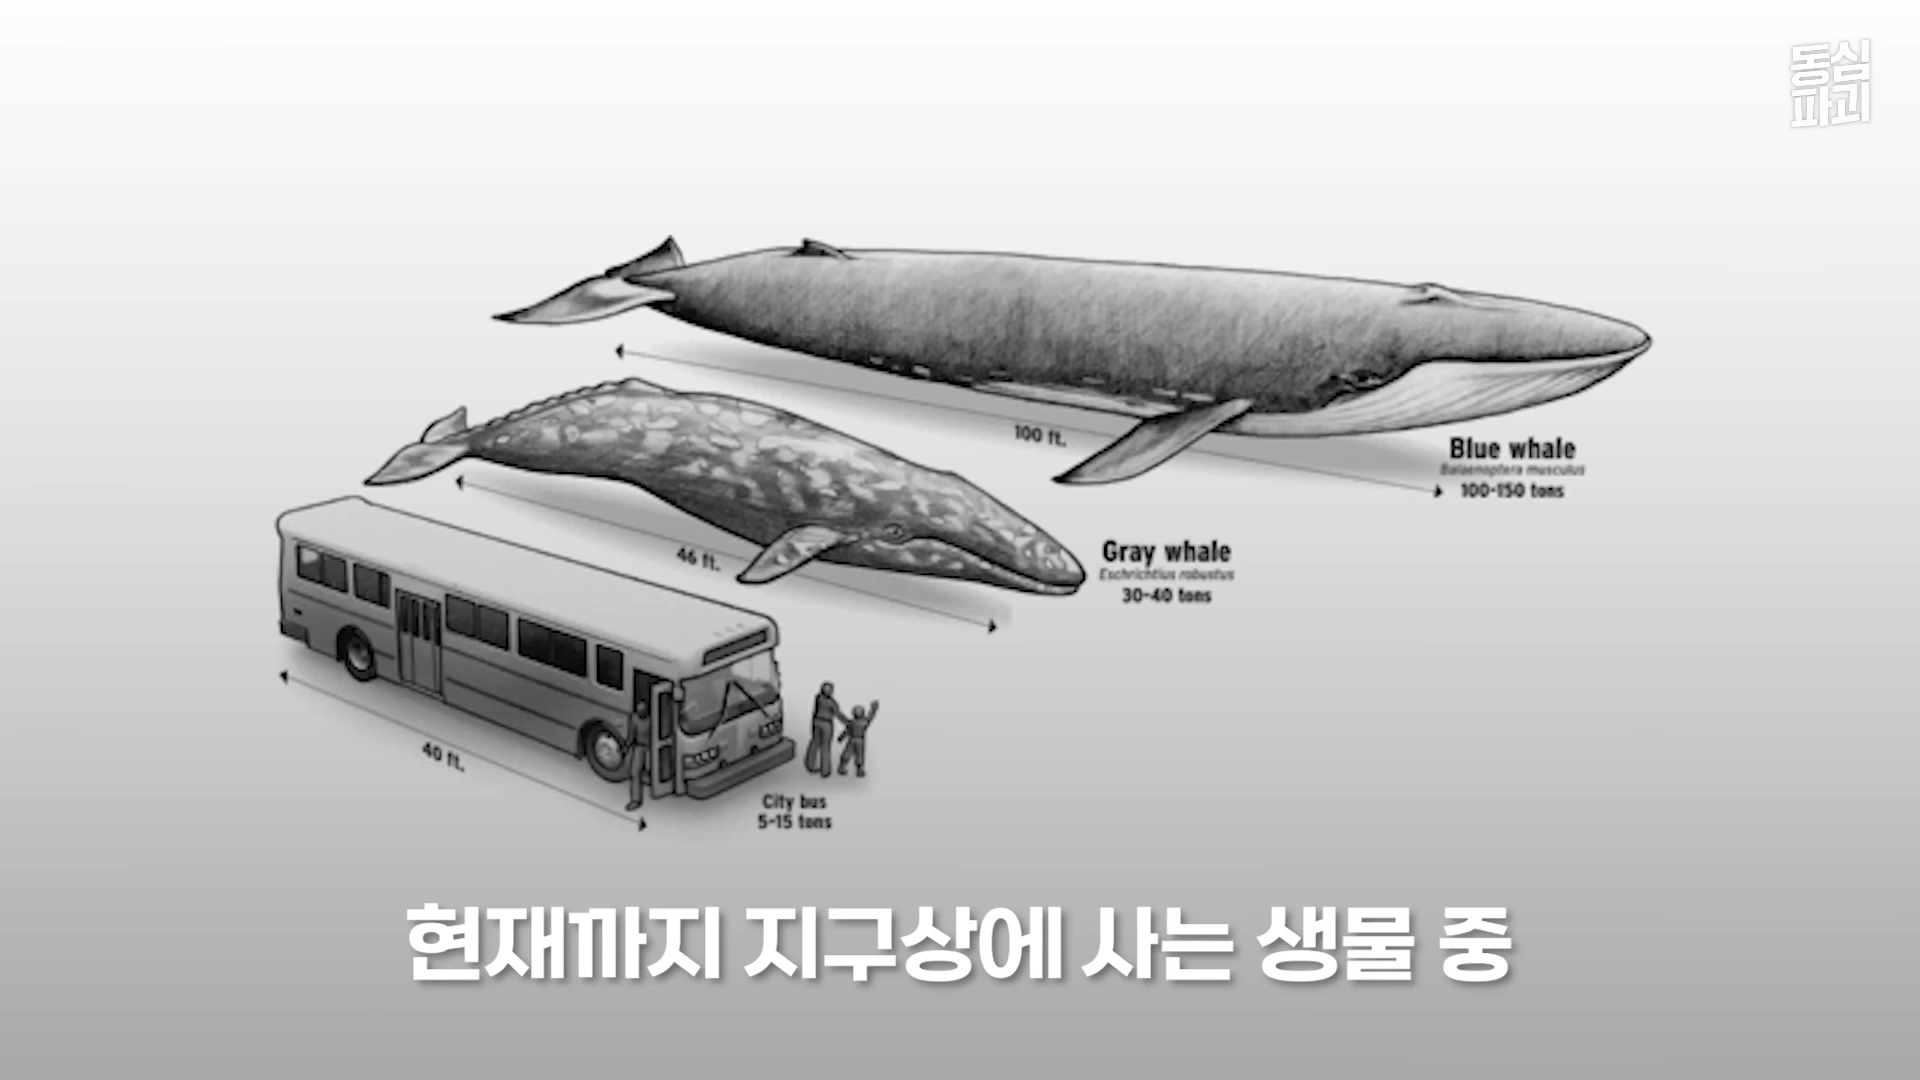 동심
파괴
100 ft.
Blue whale
Balaenoptera musculus
100-150 tons
46 ft.
Gray whale
Eschrichtius robustus
30-40 tons
40 ft.
City bus
5-15 tons
현재까지 지구상에 사는 생물 중